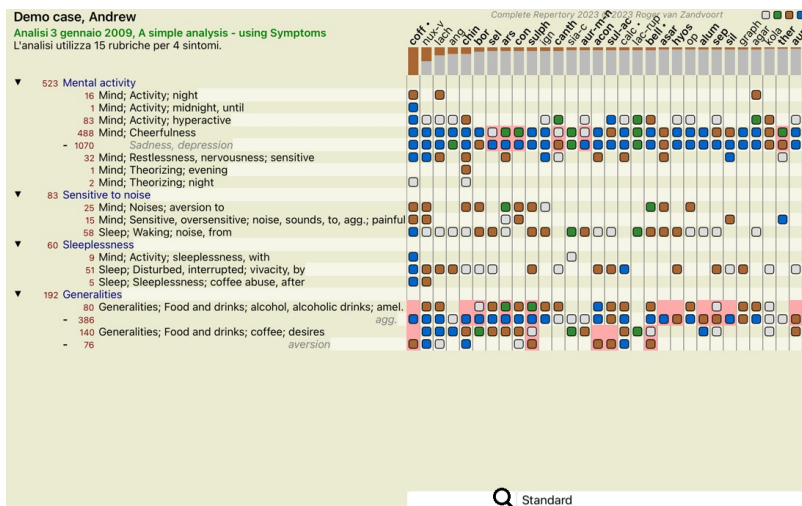 Demo case, Andrew
Complete Repertory 2023 © 2023 Roger van Zandvoort
Analisi 3 gennaio 2009, A simple analysis - using Symptoms
L'analisi utilizza 15 rubriche per 4 sintomi.
coff • nux-v lach ang chin bor sel ars con sulph ign canth sia-c aur-m-n acon sul-ac calc • lac-rup bell • asar hyos op alum sep sil graph agar kola ther
523 Mental activity
16 Mind; Activity; night
1 Mind; Activity; midnight, until
83 Mind; Activity; hyperactive
488 Mind; Cheerfulness
- 1070 Sadness, depression
32 Mind; Restlessness, nervousness; sensitive
1 Mind; Theorizing; evening
2 Mind; Theorizing; night
83 Sensitive to noise
25 Mind; Noises; aversion to
15 Mind; Sensitive, oversensitive; noise, sounds, to, agg.; painful
58 Sleep; Waking; noise, from
60 Sleeplessness
9 Mind; Activity; sleeplessness, with
51 Sleep; Disturbed, interrupted; vivacity, by
5 Sleep; Sleeplessness; coffee abuse, after
192 Generalities
80 Generalities; Food and drinks; alcohol, alcoholic drinks; amel.
- 386 agg.
140 Generalities; Food and drinks; coffee; desires
- 76 aversion
Standard